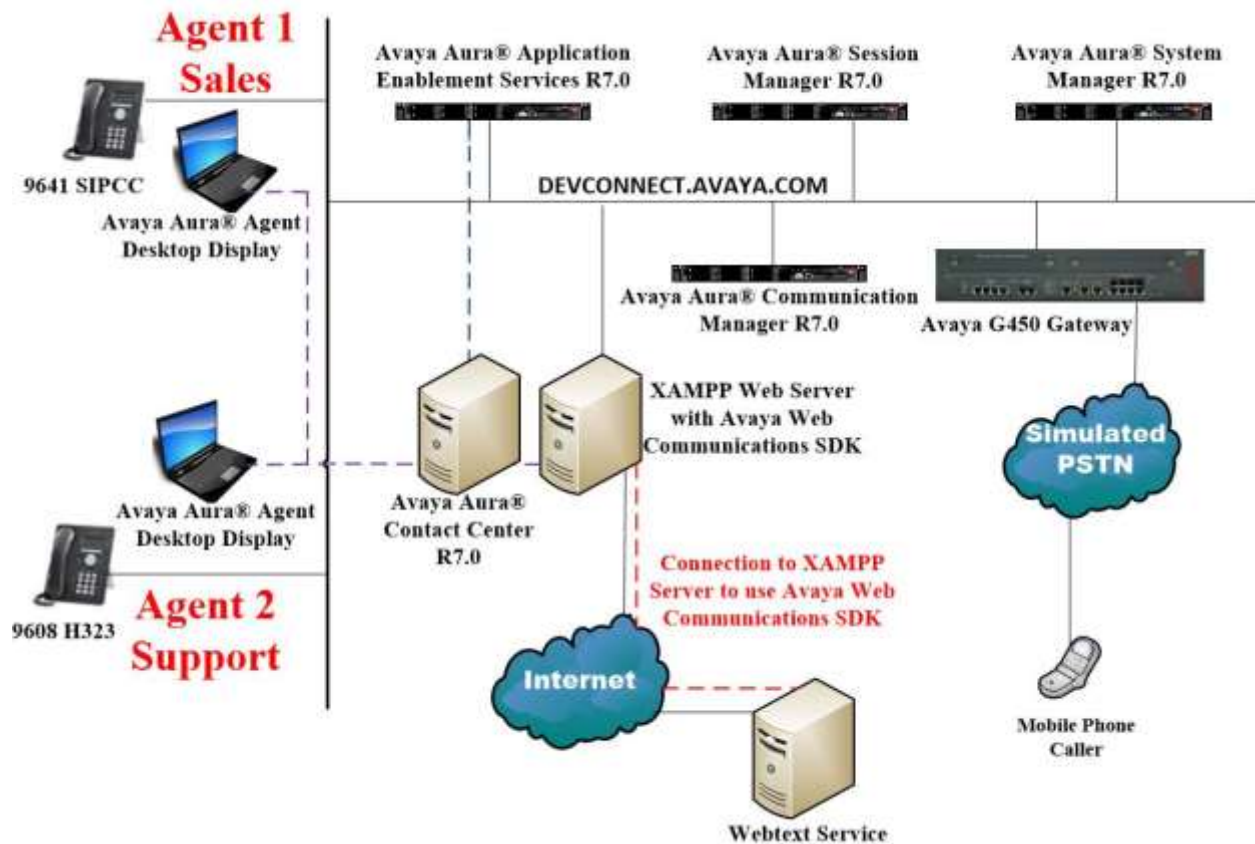 Agent 1
Sales
Avaya Aura® Application
Enablement Services R7.0
Avaya Aura® Session
Manager R7.0
Avaya Aura® System
Manager R7.0
9641 SIPCC
Avaya Aura® Agent
Desktop Display
DEVCONNECT.AVAYA.COM
Avaya Aura® Communication
Manager R7.0
Avaya G450 Gateway
XAMPP Web Server
with Avaya Web
Communications SDK
Simulated
PSTN
Avaya Aura® Agent
Desktop Display
Avaya Aura®
Contact Center
R7.0
9608 H323
Agent 2
Support
Connection to XAMPP
Server to use Avaya Web
Communications SDK
Internet
Mobile Phone
Caller
Webtext Service